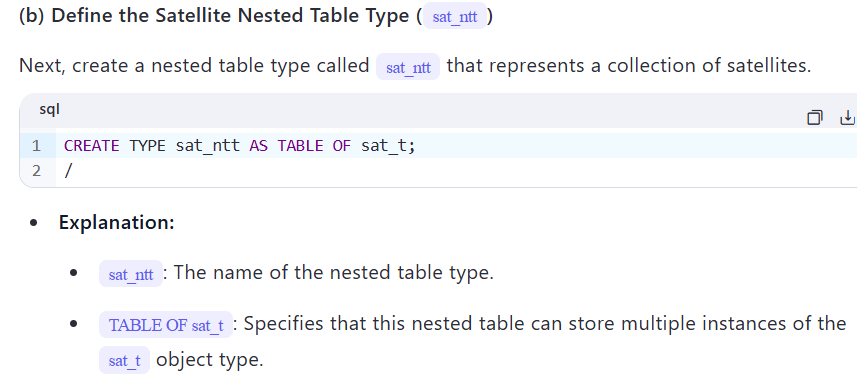 (b) Define the Satellite Nested Table Type ( sat_ntt )
Next, create a nested table type called sat_ntt that represents a collection of satellites.
sql
1 CREATE TYPE sat_ntt AS TABLE OF sat_t;
2 /
• Explanation:
• sat_ntt : The name of the nested table type.
• TABLE OF sat_t : Specifies that this nested table can store multiple instances of the
sat_t object type.